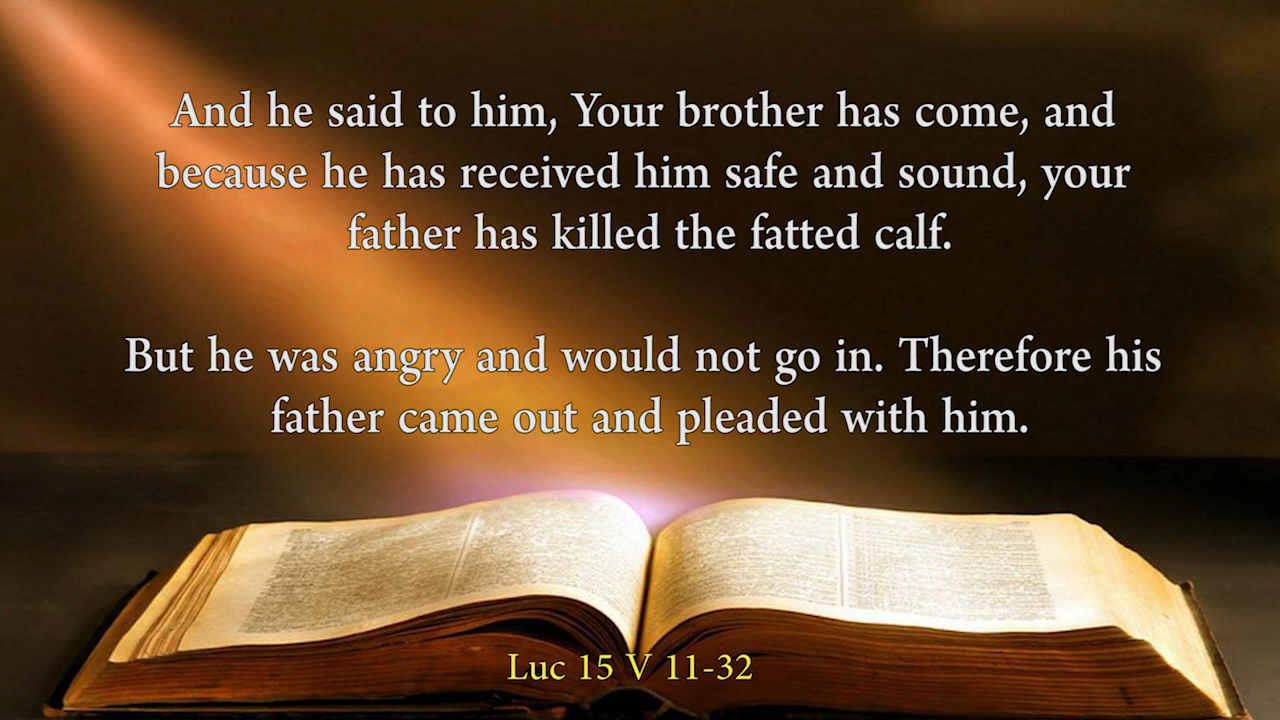 And he said to him, Your brother has come, and
because he has received him safe and sound, your
father has killed the fatted calf.
But he was angry and would not go in. Therefore his
father came out and pleaded with him.
Luc 15 V 11-32